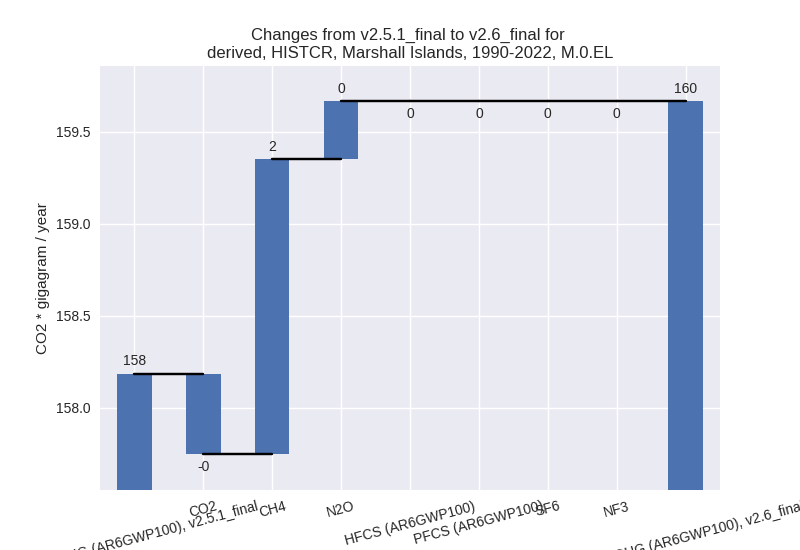 Changes from v2.5.1_final to v2.6_final for
derived, HISTCR, Marshall Islands, 1990-2022, M.0.EL
CO2 * gigagram / year
159.5
159.0
158.5
158.0
158
-0
2
0
0
0
0
0
160
(AR6GWP100), v2.5.1_final
CO2
CH4
N2O
HFCS (AR6GWP100)
PFCS (AR6GWP100)
SF6
NF3
(AR6GWP100), v2.6_final